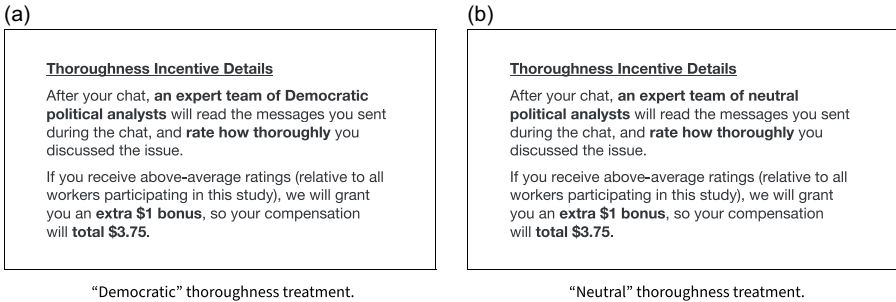 (a)
Thoroughness Incentive Details
After your chat, an expert team of Democratic
political analysts will read the messages you sent
during the chat, and rate how thoroughly you
discussed the issue.
If you receive above-average ratings (relative to all
workers participating in this study), we will grant
you an extra $1 bonus, so your compensation
will total $3.75.
“Democratic” thoroughness treatment.
(b)
Thoroughness Incentive Details
After your chat, an expert team of neutral
political analysts will read the messages you sent
during the chat, and rate how thoroughly you
discussed the issue.
If you receive above-average ratings (relative to all
workers participating in this study), we will grant
you an extra $1 bonus, so your compensation
will total $3.75.
“Neutral” thoroughness treatment.